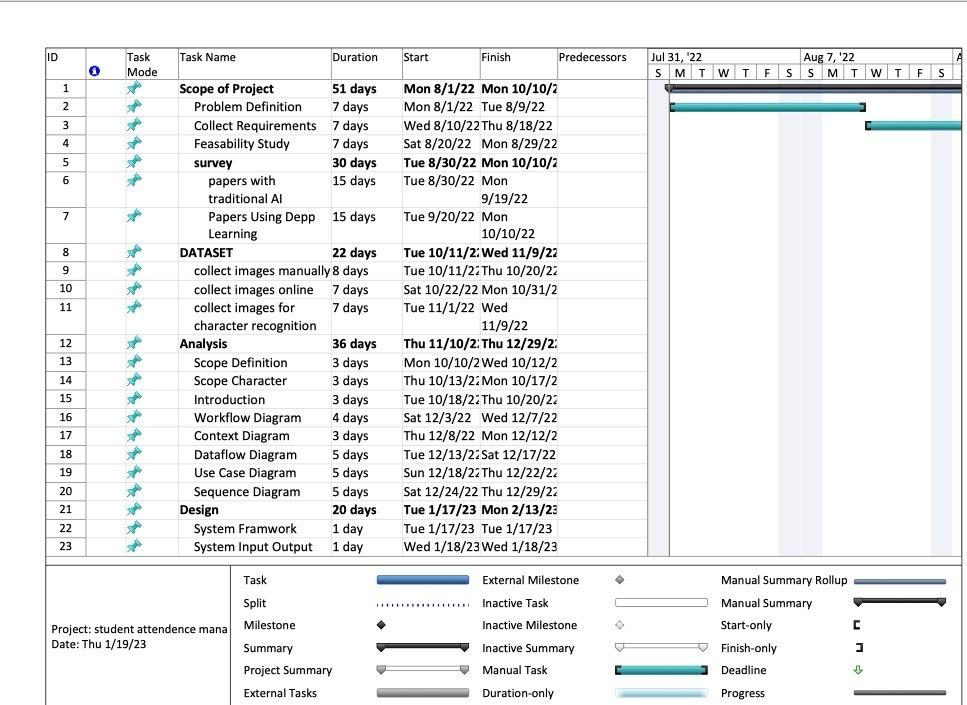 ID Task Mode Task Name Duration Start Finish Predecessors Jul 31, '22 Aug 7, '22 A
S M T W T F S S M T W T F S
1 Scope of Project 51 days Mon 8/1/22 Mon 10/10/2
2 Problem Definition 7 days Mon 8/1/22 Tue 8/9/22
3 Collect Requirements 7 days Wed 8/10/22 Thu 8/18/22
4 Feasability Study 7 days Sat 8/20/22 Mon 8/29/22
5 survey 30 days Tue 8/30/22 Mon 10/10/2
6 papers with 15 days Tue 8/30/22 Mon
traditional AI 9/19/22
7 Papers Using Depp 15 days Tue 9/20/22 Mon
Learning 10/10/22
8 DATASET 22 days Tue 10/11/22 Wed 11/9/22
9 collect images manually 8 days Tue 10/11/22 Thu 10/20/22
10 collect images online 7 days Sat 10/22/22 Mon 10/31/2
11 collect images for 7 days Tue 11/1/22 Wed
character recognition 11/9/22
12 Analysis 36 days Thu 11/10/22 Thu 12/29/22
13 Scope Definition 3 days Mon 10/10/2 Wed 10/12/2
14 Scope Character 3 days Thu 10/13/22 Mon 10/17/2
15 Introduction 3 days Tue 10/18/22 Thu 10/20/22
16 Workflow Diagram 4 days Sat 12/3/22 Wed 12/7/22
17 Context Diagram 3 days Thu 12/8/22 Mon 12/12/2
18 Dataflow Diagram 5 days Tue 12/13/22 Sat 12/17/22
19 Use Case Diagram 5 days Sun 12/18/22 Thu 12/22/22
20 Sequence Diagram 5 days Sat 12/24/22 Thu 12/29/22
21 Design 20 days Tue 1/17/23 Mon 2/13/23
22 System Framwork 1 day Tue 1/17/23 Tue 1/17/23
23 System Input Output 1 day Wed 1/18/23 Wed 1/18/23
Project: student attendence mana
Date: Thu 1/19/23
Task External Milestone Manual Summary Rollup
Split Inactive Task Manual Summary
Milestone Inactive Milestone Start-only
Summary Inactive Summary Finish-only
Project Summary Manual Task Deadline
External Tasks Duration-only Progress